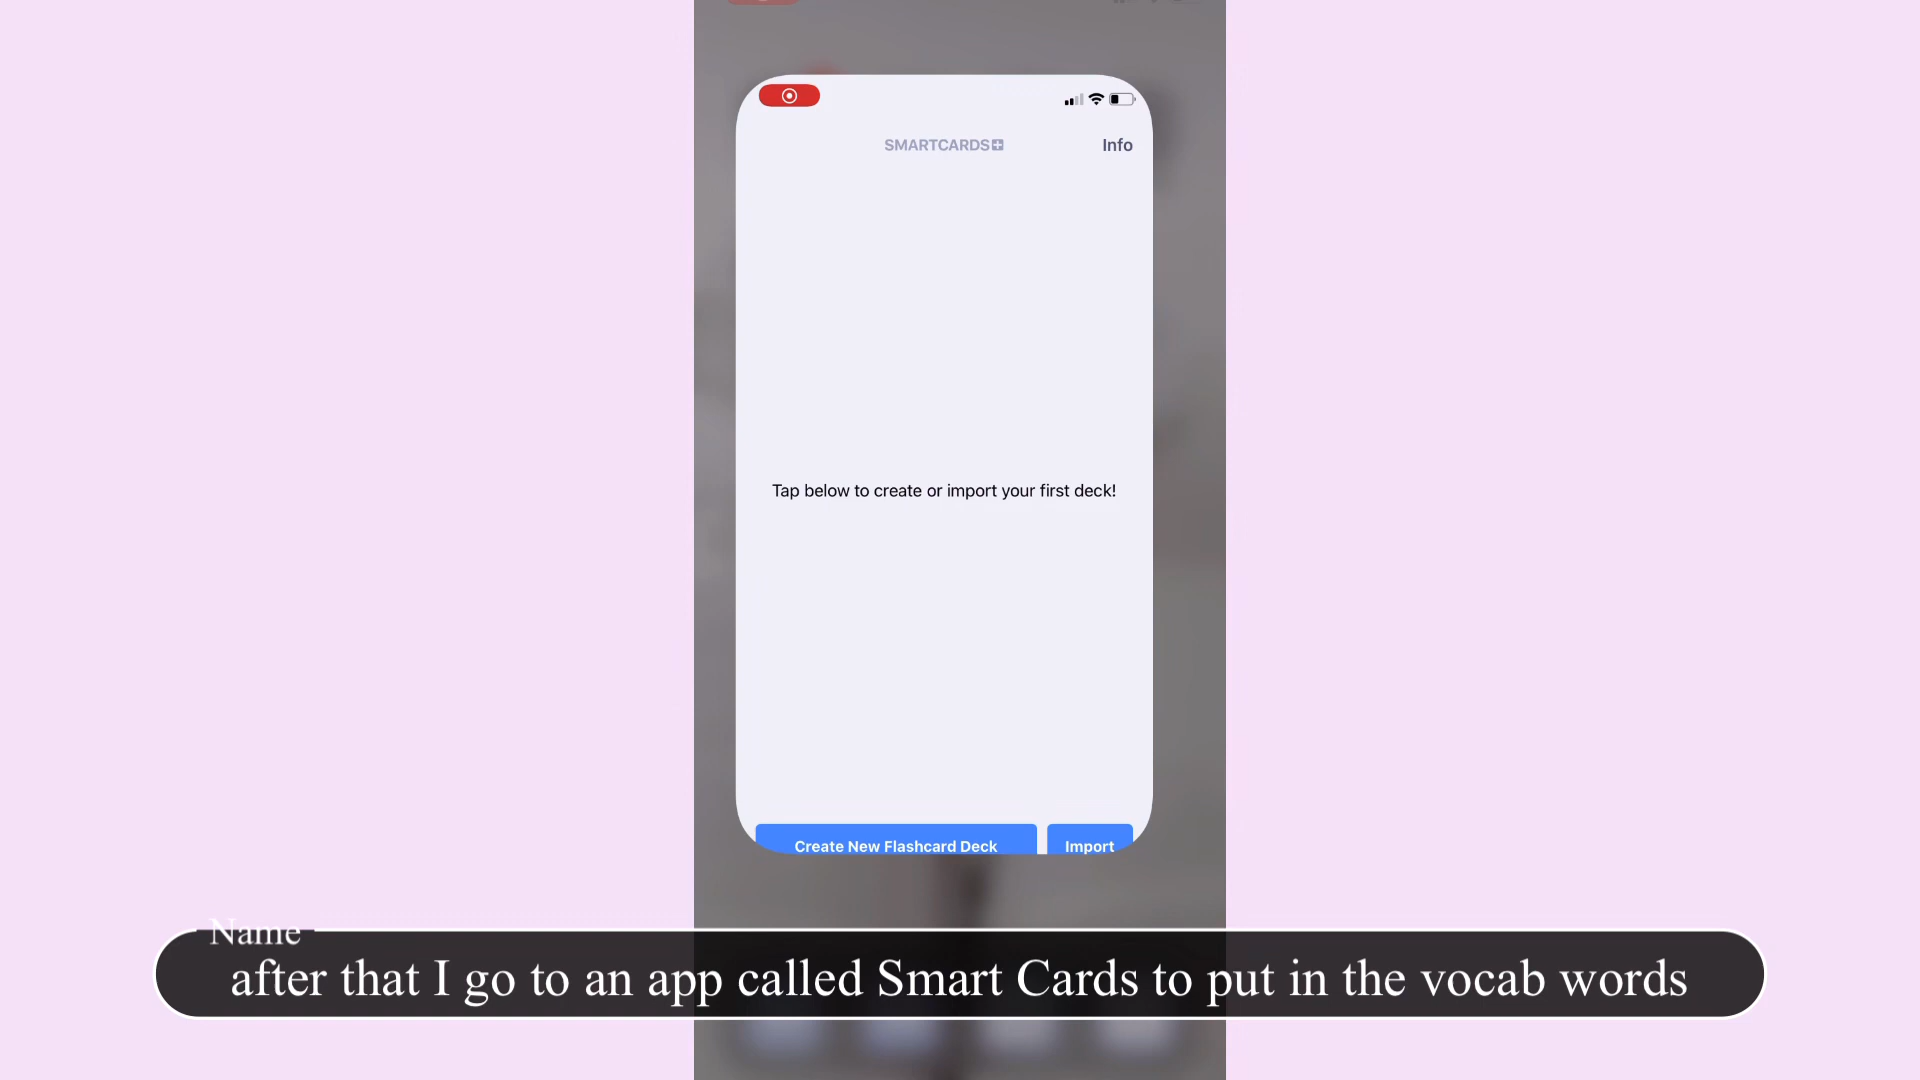 SMARTCARDS+
Info
Tap below to create or import your first deck!
Create New Flashcard Deck
Import
Name
after that I go to an app called Smart Cards to put in the vocab words